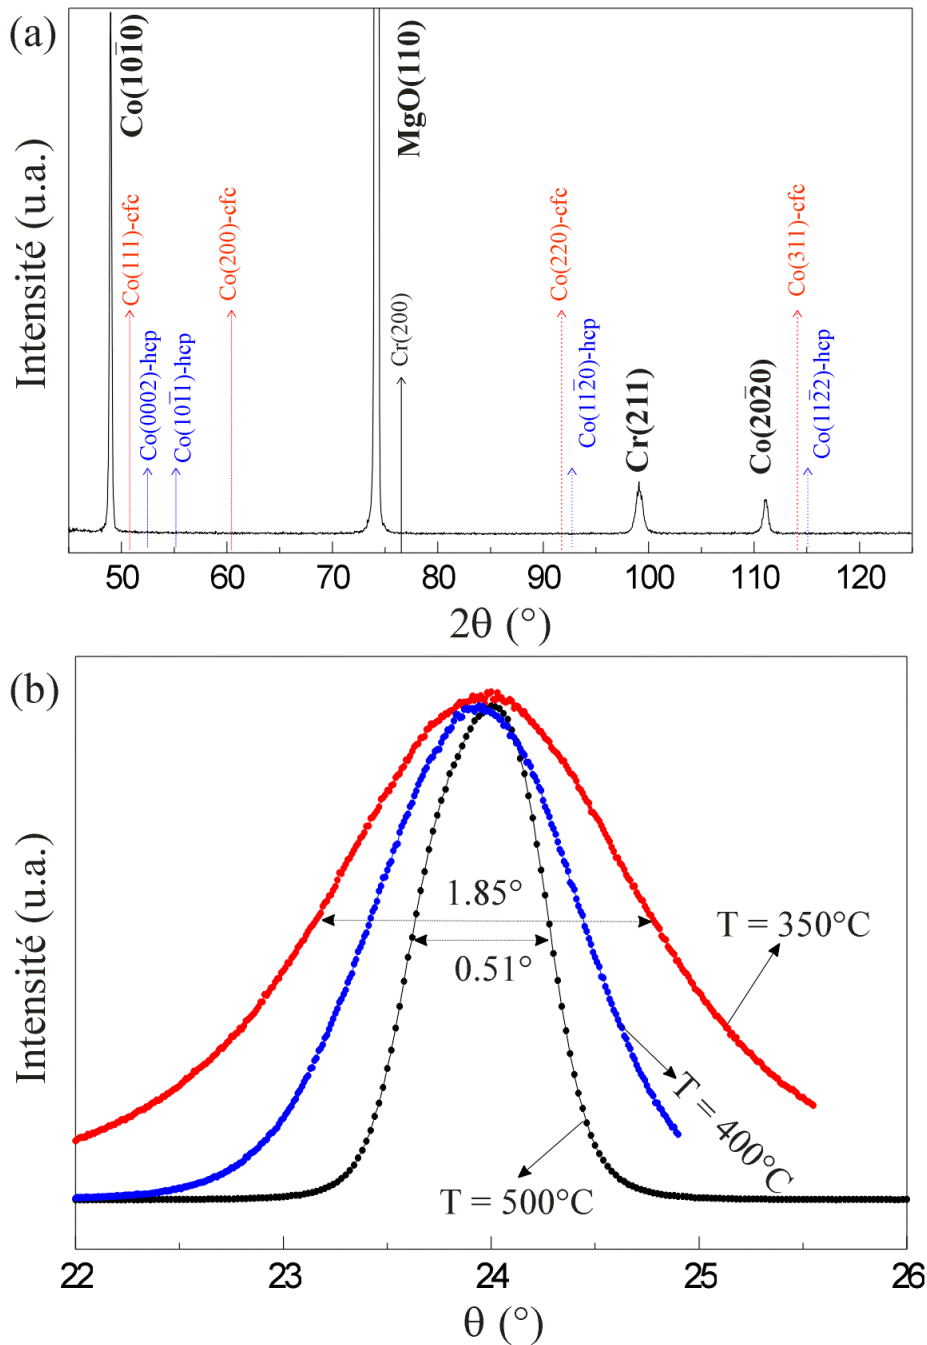 (a)
Intensité (u.a.)
Co(101̄0)
Co(111)-cfc
Co(0002)-hcp
Co(101̄1)-hcp
Co(200)-cfc
MgO(110)
Cr(200)
Co(220)-cfc
Co(112̄0)-hcp
Cr(211)
Co(202̄0)
Co(311)-cfc
Co(112̄2)-hcp
50 60 70 80 90 100 110 120
2θ (°)
(b)
Intensité (u.a.)
1.85°
0.51°
T = 350°C
T = 400°C
T = 500°C
22 23 24 25 26
θ (°)